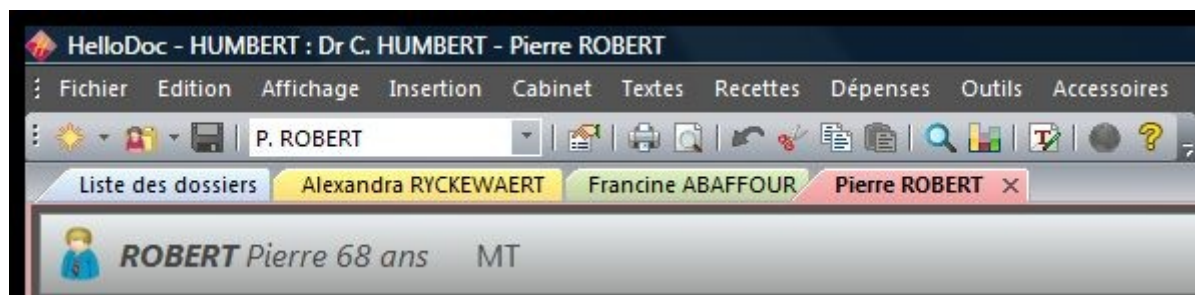 HelloDoc - HUMBERT : Dr C. HUMBERT - Pierre ROBERT
Fichier Edition Affichage Insertion Cabinet Textes Recettes Dépenses Outils Accessoires
P. ROBERT
Liste des dossiers Alexandra RYCKEWAERT Francine ABAFFOUR Pierre ROBERT
ROBERT Pierre 68 ans MT